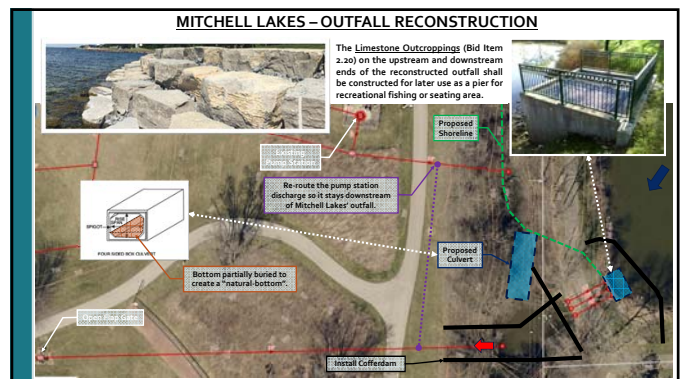 MITCHELL LAKES – OUTFALL RECONSTRUCTION
The Limestone Outcroppings (Bid Item
2.20) on the upstream and downstream
ends of the reconstructed outfall shall
be constructed for later use as a pier for
recreational fishing or seating area.
Proposed
Shoreline
Existing
Pump Station
Re-route the pump station
discharge so it stays downstream
of Mitchell Lakes' outfall.
SPIGOT
FOUR SIDED BOX CULVERT
Proposed
Culvert
Bottom partially buried to
create a "natural-bottom".
Open Flap Gate
Install Cofferdam